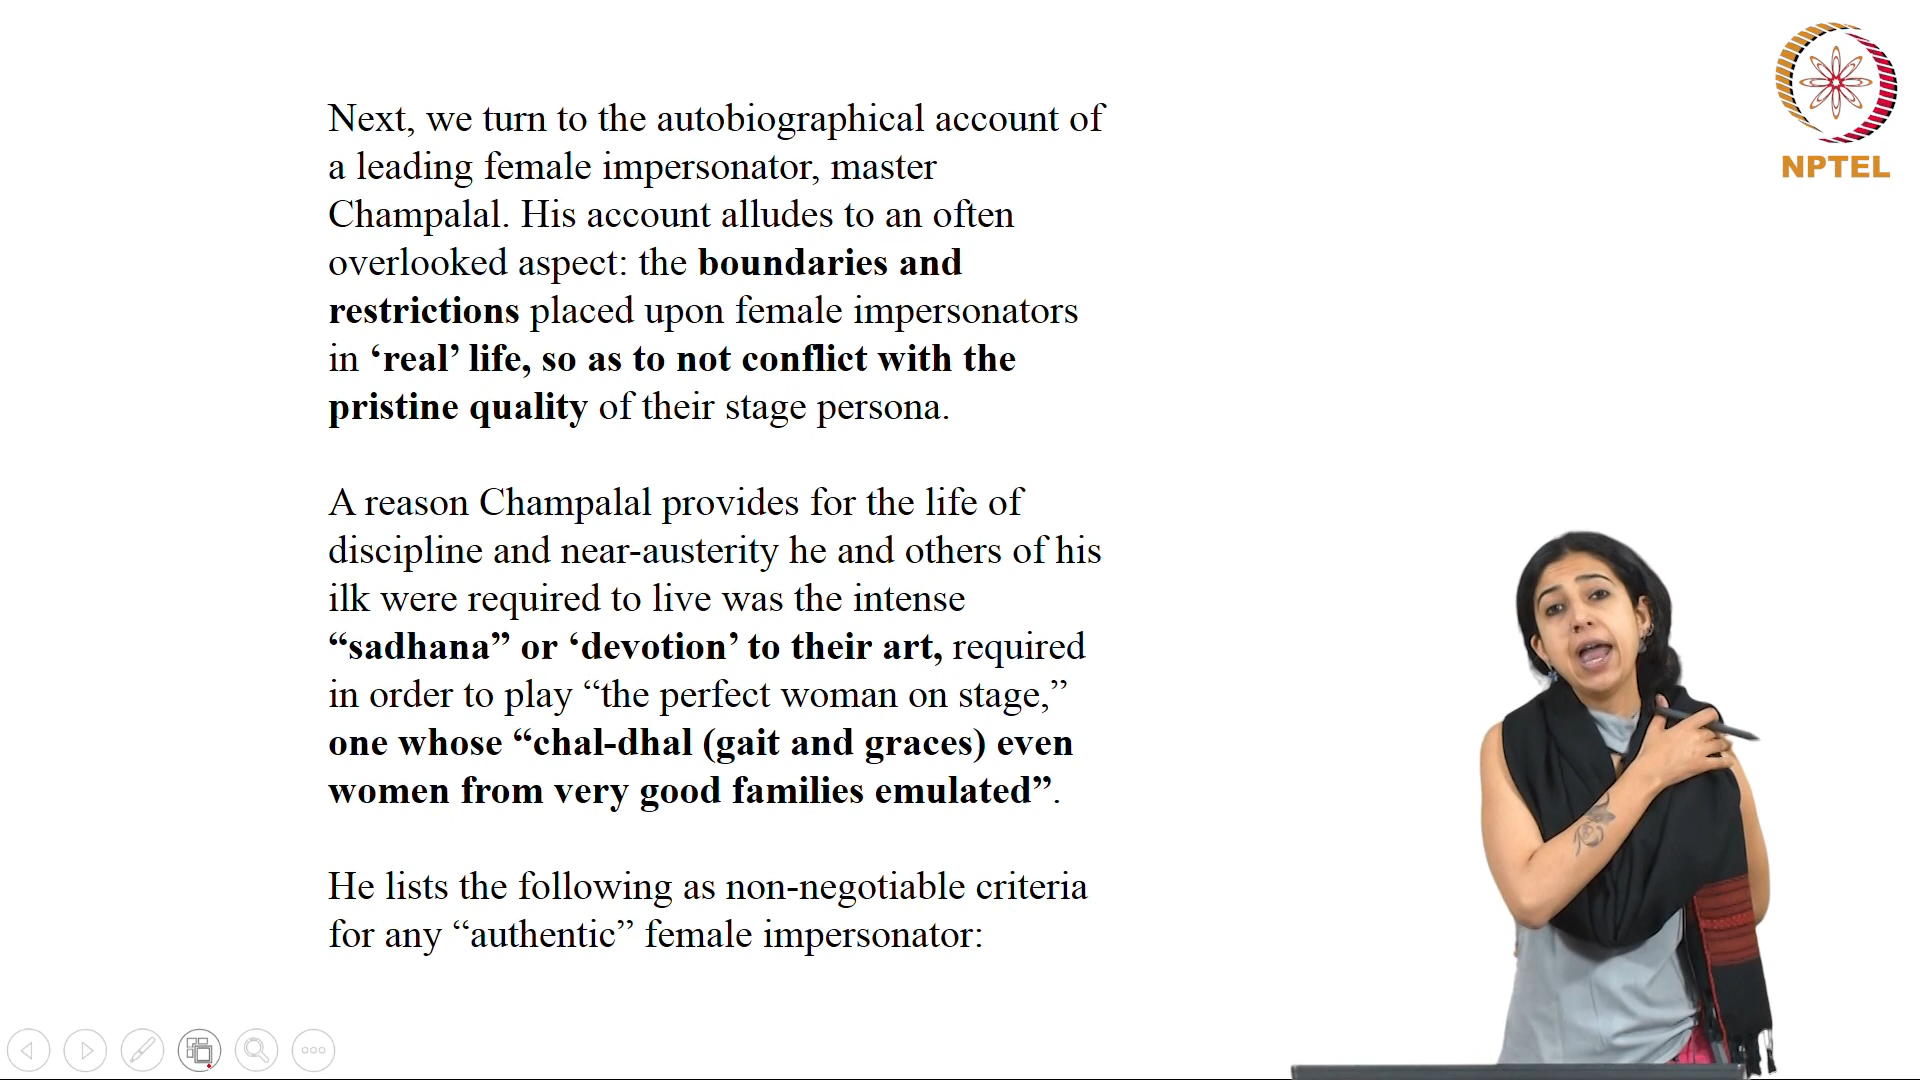 Next, we turn to the autobiographical account of
a leading female impersonator, master
Champalal. His account alludes to an often
overlooked aspect: the boundaries and
restrictions placed upon female impersonators
in ‘real’ life, so as to not conflict with the
pristine quality of their stage persona.
A reason Champalal provides for the life of
discipline and near-austerity he and others of his
ilk were required to live was the intense
“sadhana” or ‘devotion’ to their art, required
in order to play “the perfect woman on stage,”
one whose “chal-dhal (gait and graces) even
women from very good families emulated”.
He lists the following as non-negotiable criteria
for any “authentic” female impersonator:
NPTEL